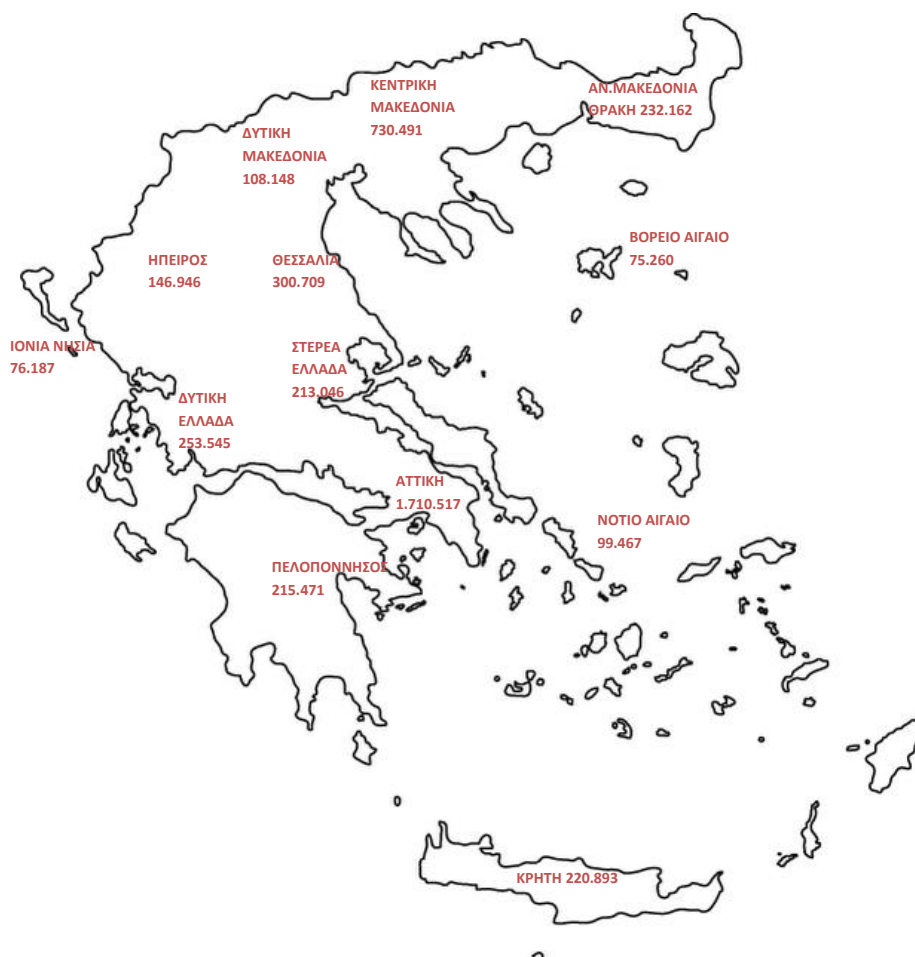 ΚΕΝΤΡΙΚΗ
ΜΑΚΕΔΟΝΙΑ
730.491
ΑΝ.ΜΑΚΕΔΟΝΙΑ
ΘΡΑΚΗ 232.162
ΔΥΤΙΚΗ
ΜΑΚΕΔΟΝΙΑ
108.148
ΒΟΡΕΙΟ ΑΙΓΑΙΟ
75.260
ΗΠΕΙΡΟΣ
146.946
ΘΕΣΣΑΛΙΑ
300.709
ΙΟΝΙΑ ΝΗΣΙΑ
76.187
ΣΤΕΡΕΑ
ΕΛΛΑΔΑ
213.046
ΔΥΤΙΚΗ
ΕΛΛΑΔΑ
253.545
ΑΤΤΙΚΗ
1.710.517
ΝΟΤΙΟ ΑΙΓΑΙΟ
99.467
ΠΕΛΟΠΟΝΝΗΣΟΣ
215.471
ΚΡΗΤΗ 220.893